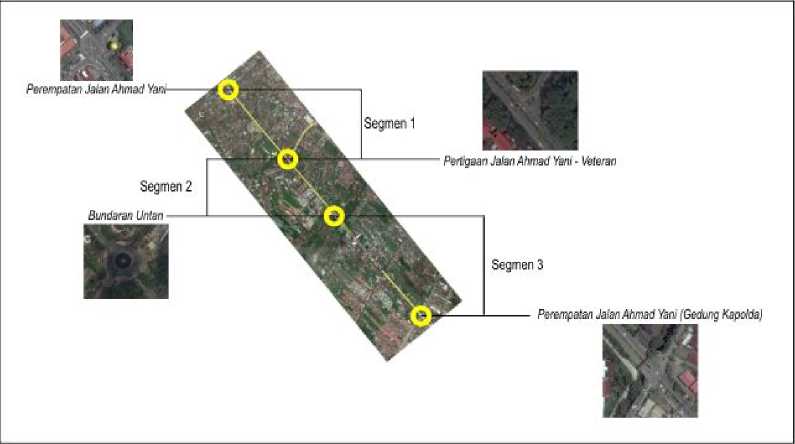 Perempatan Jalan Ahmad Yani
Segmen 1
Pertigaan Jalan Ahmad Yani - Veteran
Segmen 2
Bundaran Untan
Segmen 3
Perempatan Jalan Ahmad Yani (Gedung Kapolda)